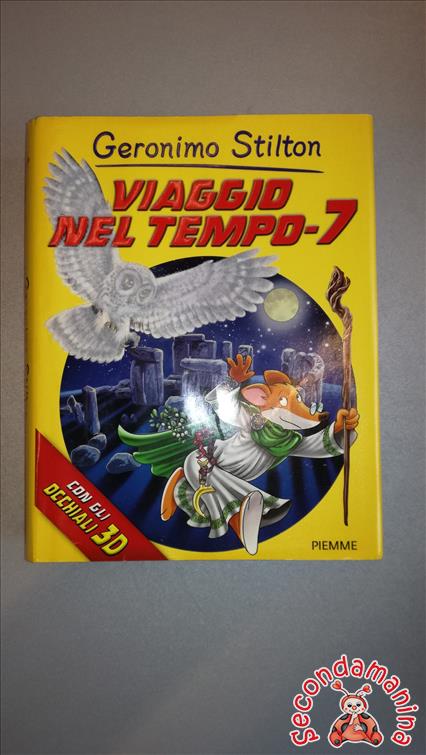 Geronimo Stilton
VIAGGIO
NEL TEMPO-7
CON GLI
OCCHIALI 3D
PIEMME
Secondamanina